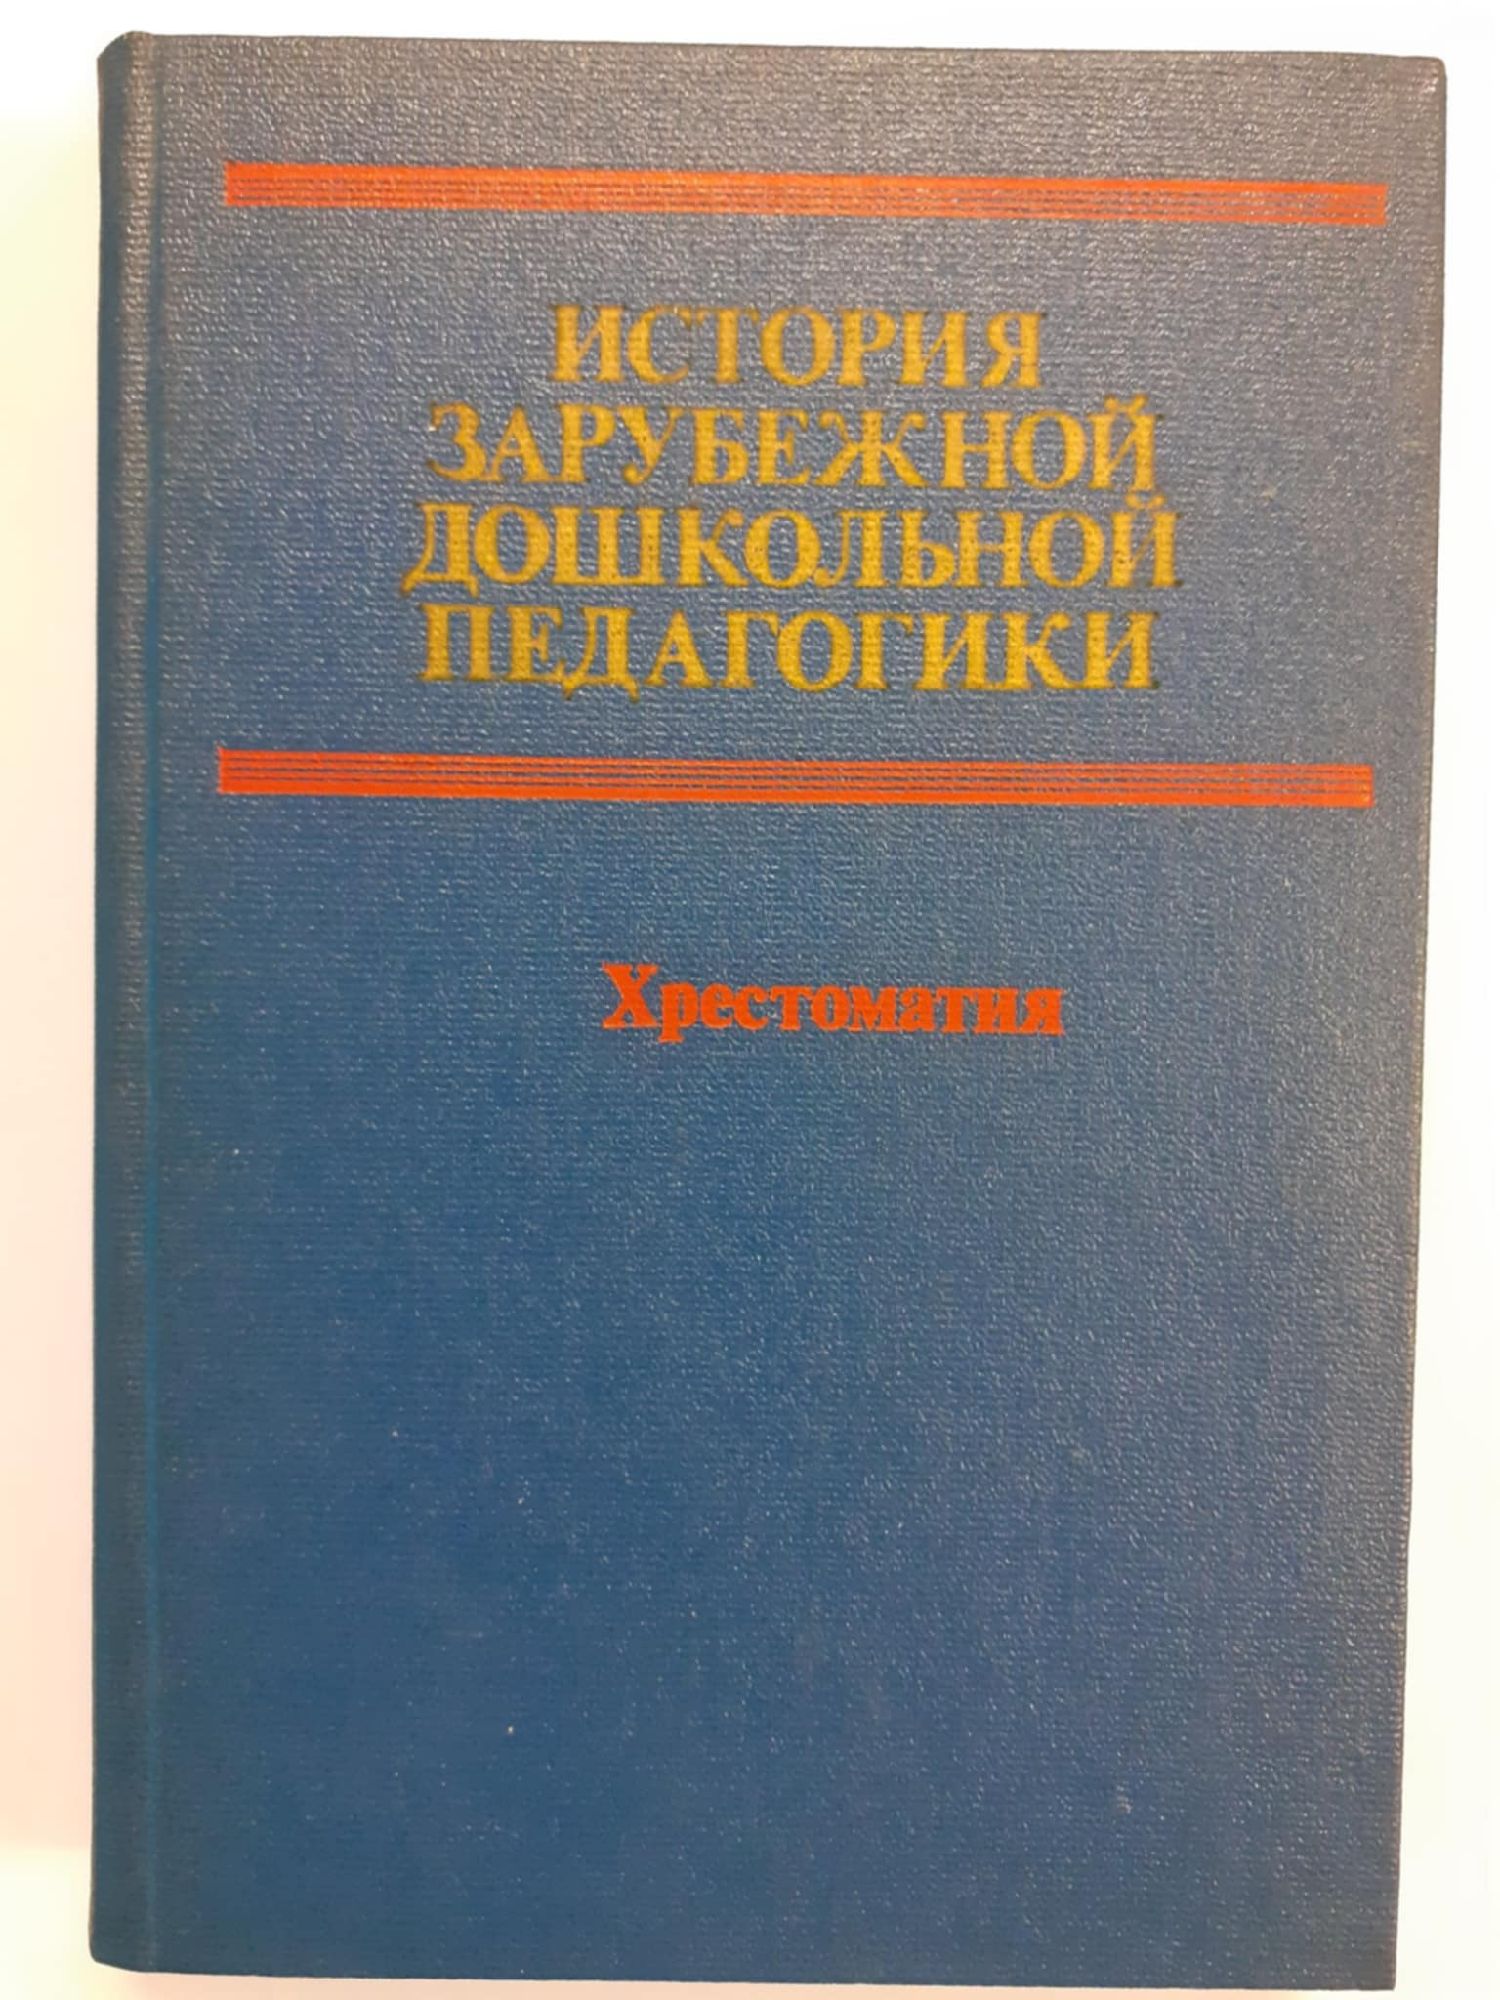 ИСТОРИЯ
ЗАРУБЕЖНОЙ
ДОШКОЛЬНОЙ
ПЕДАГОГИКИ
Хрестоматия